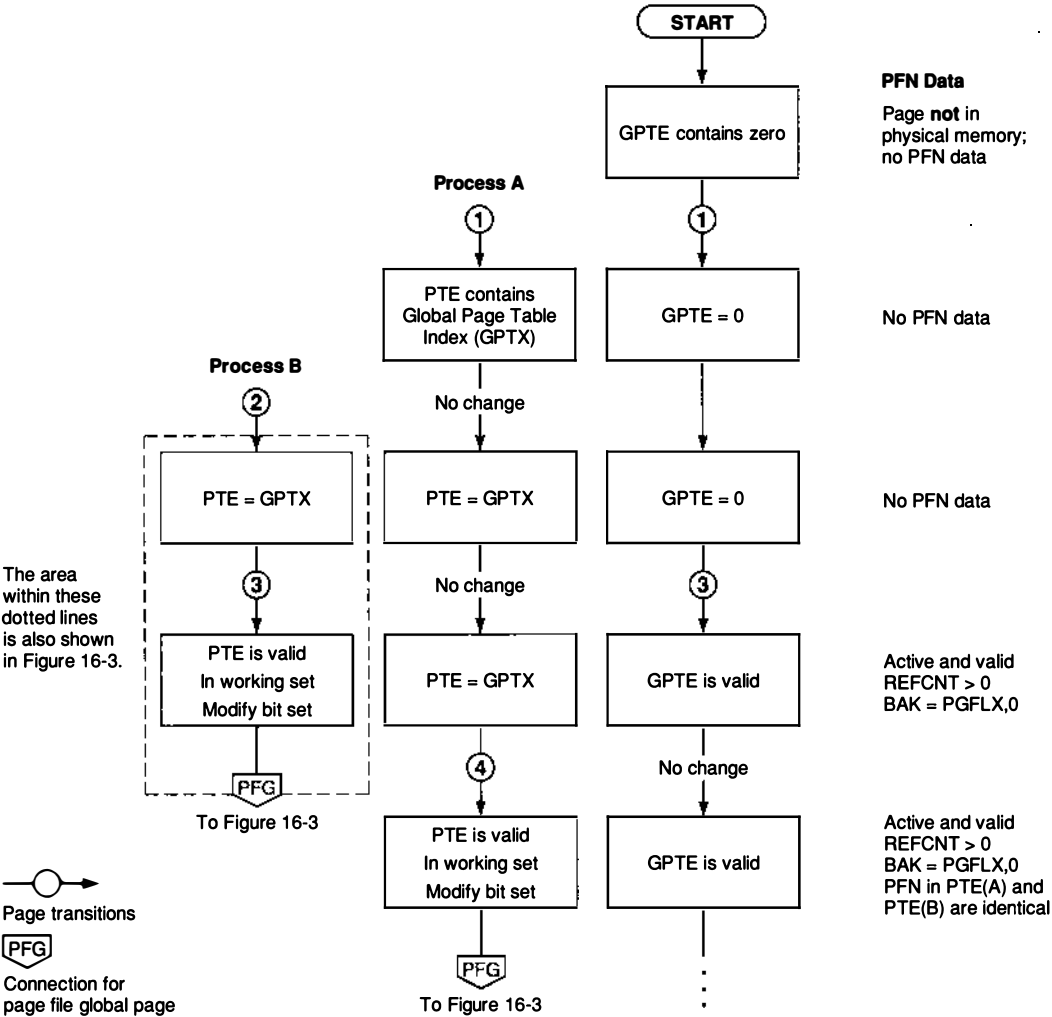 START
PFN Data
GPTE contains zero
Page not in
physical memory;
no PFN data
Process A
1
1
PTE contains
Global Page Table
Index (GPTX)
GPTE = 0
No PFN data
Process B
2
No change
PTE = GPTX
PTE = GPTX
GPTE = 0
No PFN data
The area
within these
dotted lines
is also shown
in Figure 16-3.
3
No change
3
PTE is valid
In working set
Modify bit set
PTE = GPTX
GPTE is valid
Active and valid
REFCNT > 0
BAK = PGFLX,0
PFG
To Figure 16-3
4
No change
PTE is valid
In working set
Modify bit set
GPTE is valid
Active and valid
REFCNT > 0
BAK = PGFLX,0
PFN in PTE(A) and
PTE(B) are identical
Page transitions
PFG
Connection for
page file global page
PFG
To Figure 16-3